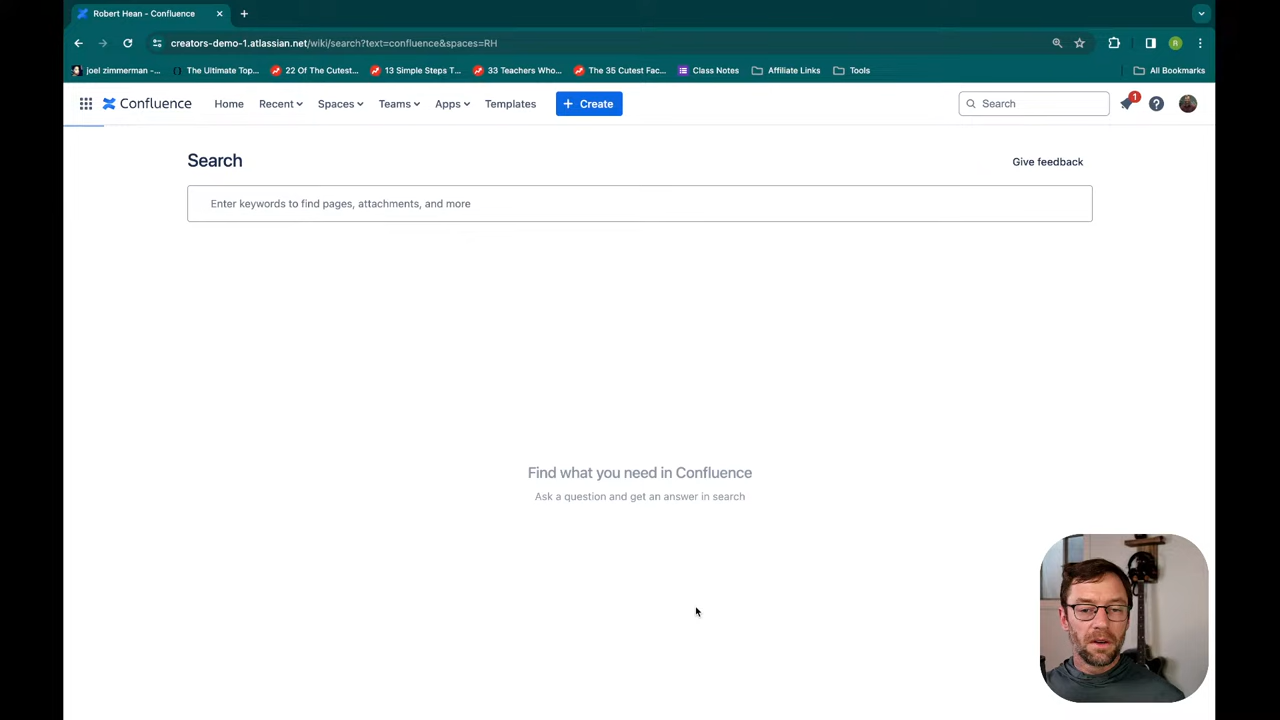 Robert Hean - Confluence
creators-demo-1.atlassian.net/wiki/search?text=confluence&spaces=RH
R
joel zimmerman -...
The Ultimate Top...
22 Of The Cutest...
13 Simple Steps T...
33 Teachers Who...
The 35 Cutest Fac...
Class Notes
Affiliate Links
Tools
All Bookmarks
Confluence
Home
Recent
Spaces
Teams
Apps
Templates
+ Create
Search
1
Search
Give feedback
Enter keywords to find pages, attachments, and more
Find what you need in Confluence
Ask a question and get an answer in search